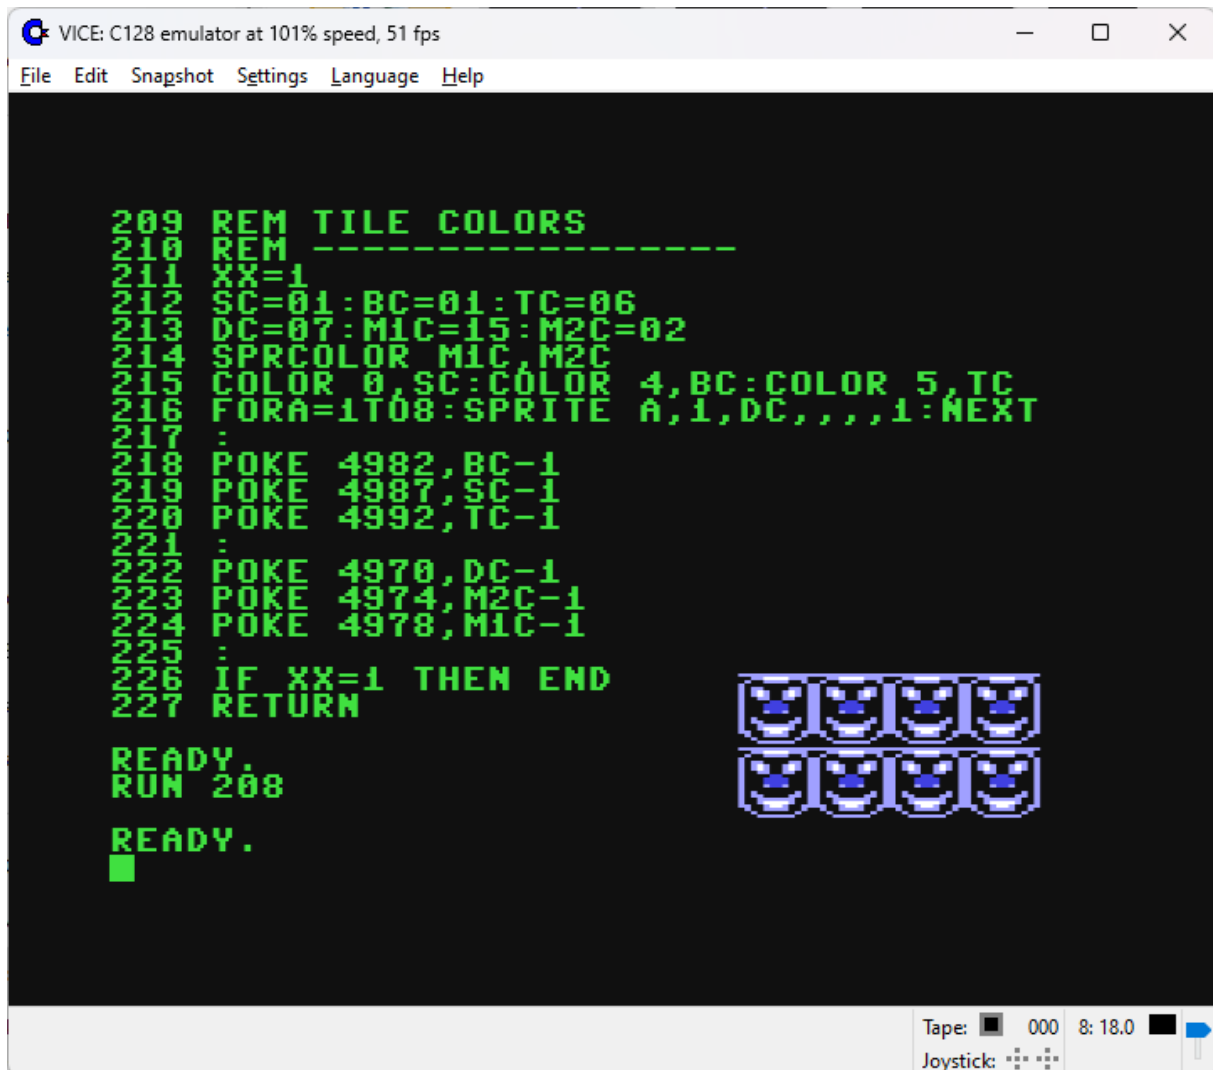 VICE: C128 emulator at 101% speed, 51 fps
File Edit Snapshot Settings Language Help
209 REM TILE COLORS
210 REM -----------------
211 XX=1
212 SC=01:BC=01:TC=06
213 DC=07:M1C=15:M2C=02
214 SPRCOLOR M1C,M2C
215 COLOR 0,SC:COLOR 4,BC:COLOR 5,TC
216 FORA=1TO8:SPRITE A,1,DC,,,,1:NEXT
217 :
218 POKE 4982,BC-1
219 POKE 4987,SC-1
220 POKE 4992,TC-1
221 :
222 POKE 4970,DC-1
223 POKE 4974,M2C-1
224 POKE 4978,M1C-1
225 :
226 IF XX=1 THEN END
227 RETURN
READY.
RUN 208
READY.
Tape: 000 8: 18.0
Joystick: